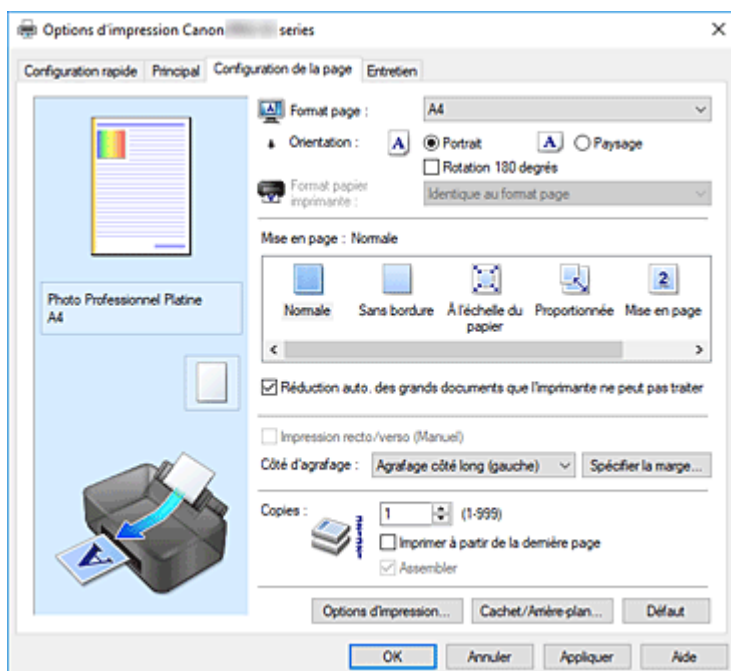 Options d'impression Canon series
Configuration rapide Principal Configuration de la page Entretien
Format page : A4
Orientation : A Portrait A Paysage
Rotation 180 degrés
Format papier imprimante : Identique au format page
Mise en page : Normale
Normale Sans bordure À l'échelle du papier Proportionnée 2 Mise en page
Photo Professionnel Platine
A4
Réduction auto. des grands documents que l'imprimante ne peut pas traiter
Impression recto/verso (Manuel)
Côté d'agrafage : Agrafage côté long (gauche) Spécifier la marge...
Copies : 1 (1-999)
Imprimer à partir de la dernière page
Assembler
A
Options d'impression... Cachet/Arrière-plan... Défaut
OK Annuler Appliquer Aide